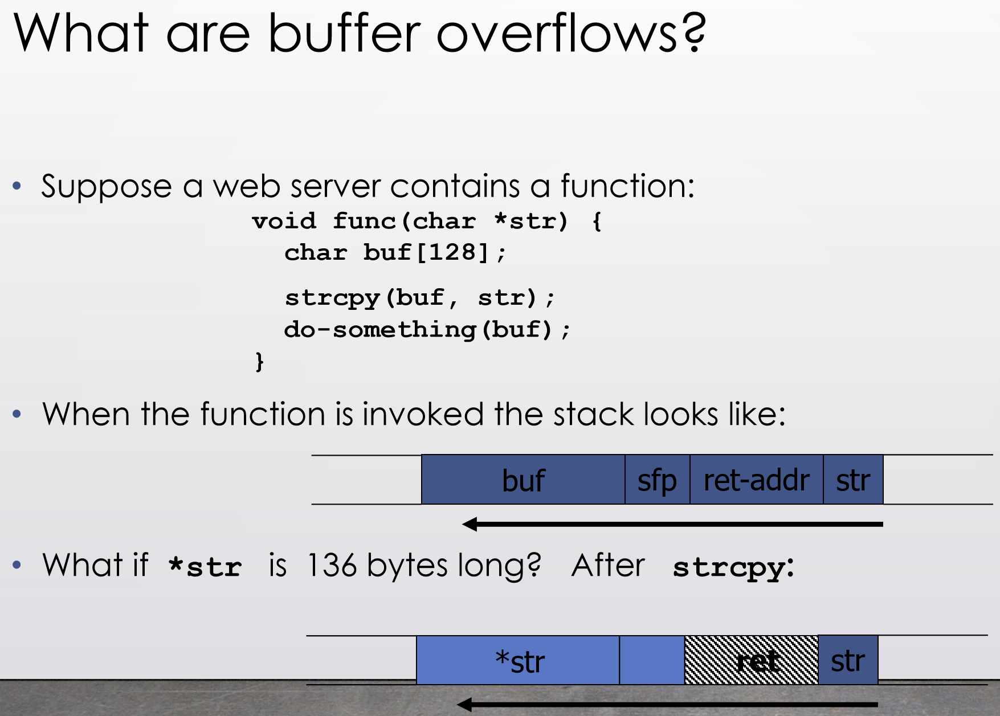 What are buffer overflows?
• Suppose a web server contains a function:
void func(char *str) {
char buf[128];
strcpy(buf, str);
do-something(buf);
}
• When the function is invoked the stack looks like:
buf sfp ret-addr str
• What if *str is 136 bytes long? After strcpy:
*str ret str